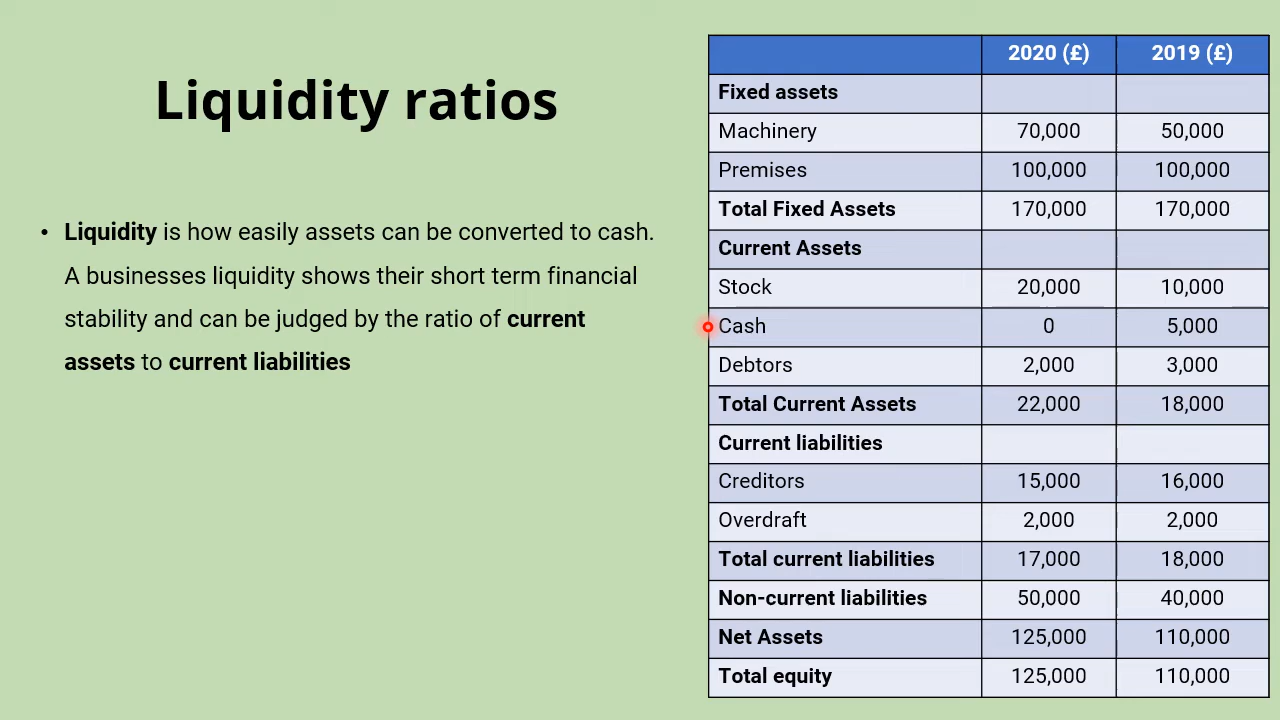 Liquidity ratios
• Liquidity is how easily assets can be converted to cash.
A businesses liquidity shows their short term financial
stability and can be judged by the ratio of current
assets to current liabilities
2020 (£) 2019 (£)
Fixed assets
Machinery 70,000 50,000
Premises 100,000 100,000
Total Fixed Assets 170,000 170,000
Current Assets
Stock 20,000 10,000
Cash 0 5,000
Debtors 2,000 3,000
Total Current Assets 22,000 18,000
Current liabilities
Creditors 15,000 16,000
Overdraft 2,000 2,000
Total current liabilities 17,000 18,000
Non-current liabilities 50,000 40,000
Net Assets 125,000 110,000
Total equity 125,000 110,000